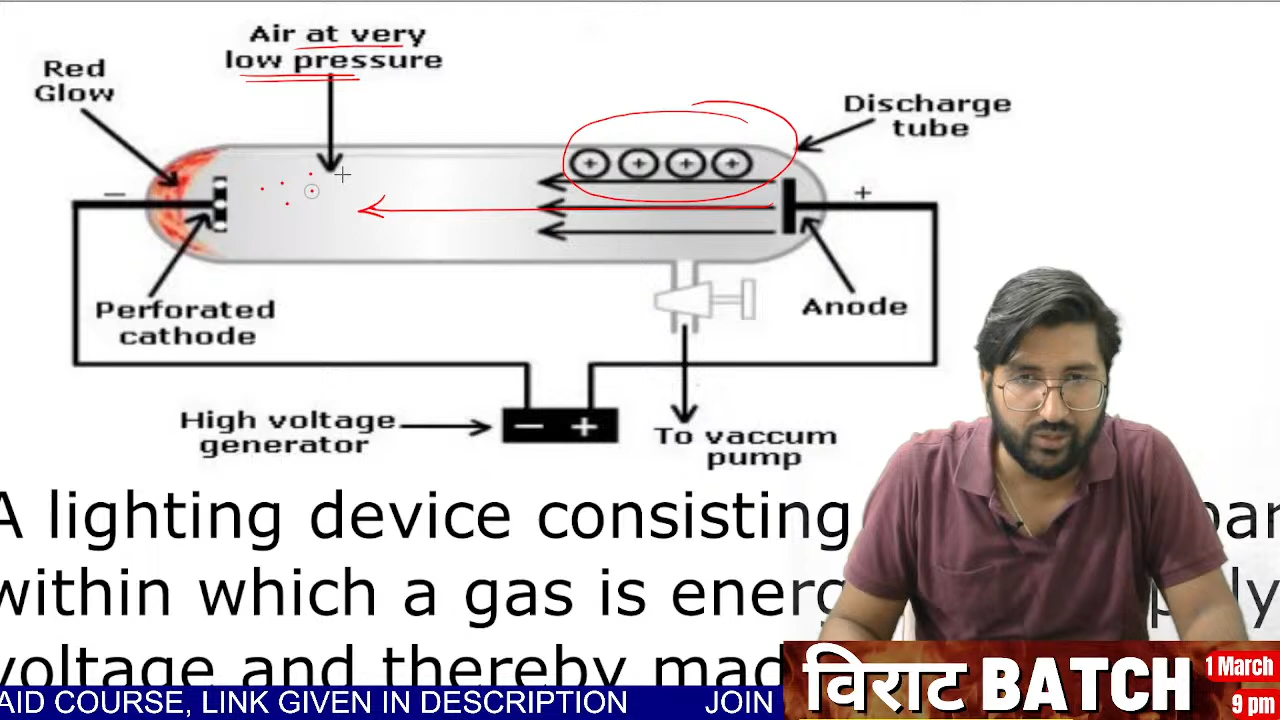 Air at very
low pressure
Red
Glow
Discharge
tube
−
+
+ + + +
Perforated
cathode
Anode
High voltage
generator
− +
To vaccum
pump
A lighting device consisting
within which a gas is energ
voltage and thereby mad
विराट BATCH
1 March
9 pm
AID COURSE, LINK GIVEN IN DESCRIPTION JOIN